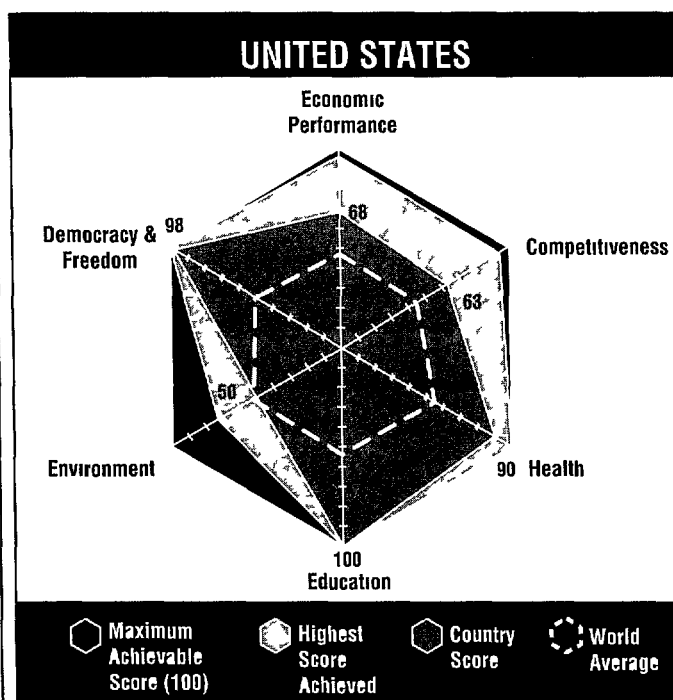 UNITED STATES
Economic
Performance
98
68
Democracy &
Freedom
Competitiveness
63
50
Environment
90 Health
100
Education
Maximum
Achievable
Score (100)
Highest
Score
Achieved
Country
Score
World
Average